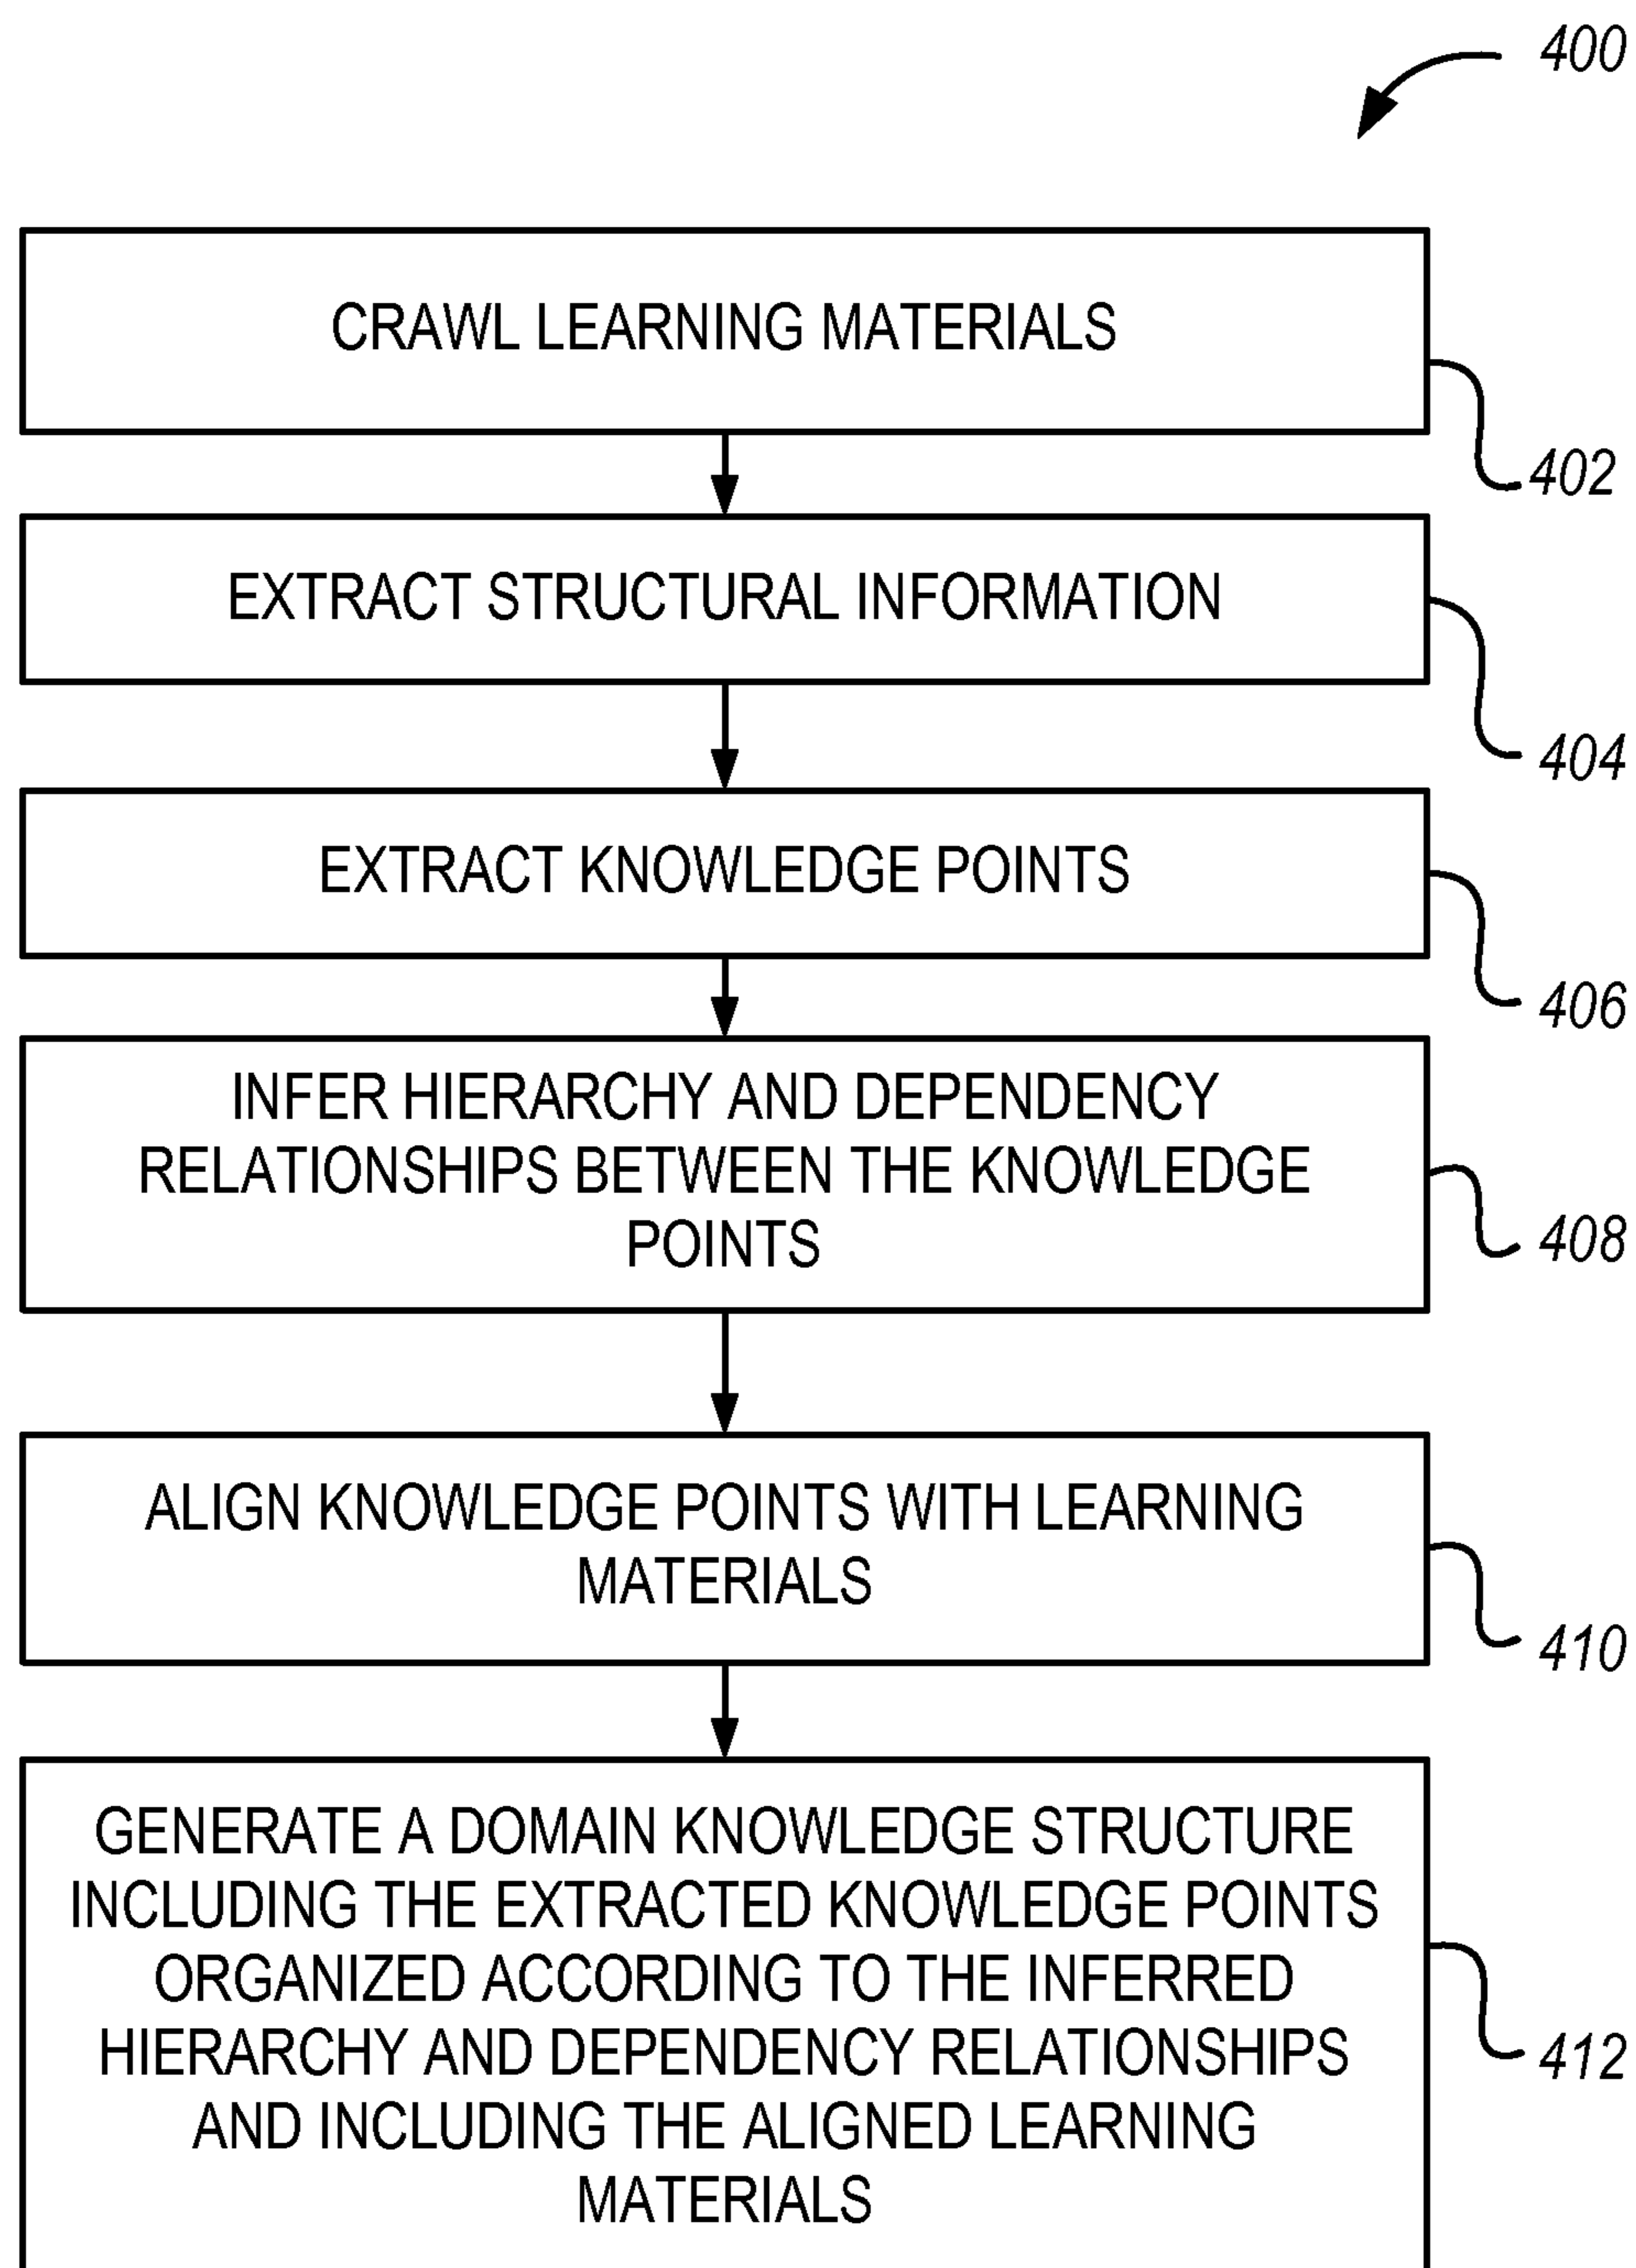 400
CRAWL LEARNING MATERIALS
402
EXTRACT STRUCTURAL INFORMATION
404
EXTRACT KNOWLEDGE POINTS
406
INFER HIERARCHY AND DEPENDENCY
RELATIONSHIPS BETWEEN THE KNOWLEDGE
POINTS
408
ALIGN KNOWLEDGE POINTS WITH LEARNING
MATERIALS
410
GENERATE A DOMAIN KNOWLEDGE STRUCTURE
INCLUDING THE EXTRACTED KNOWLEDGE POINTS
ORGANIZED ACCORDING TO THE INFERRED
HIERARCHY AND DEPENDENCY RELATIONSHIPS
AND INCLUDING THE ALIGNED LEARNING
MATERIALS
412